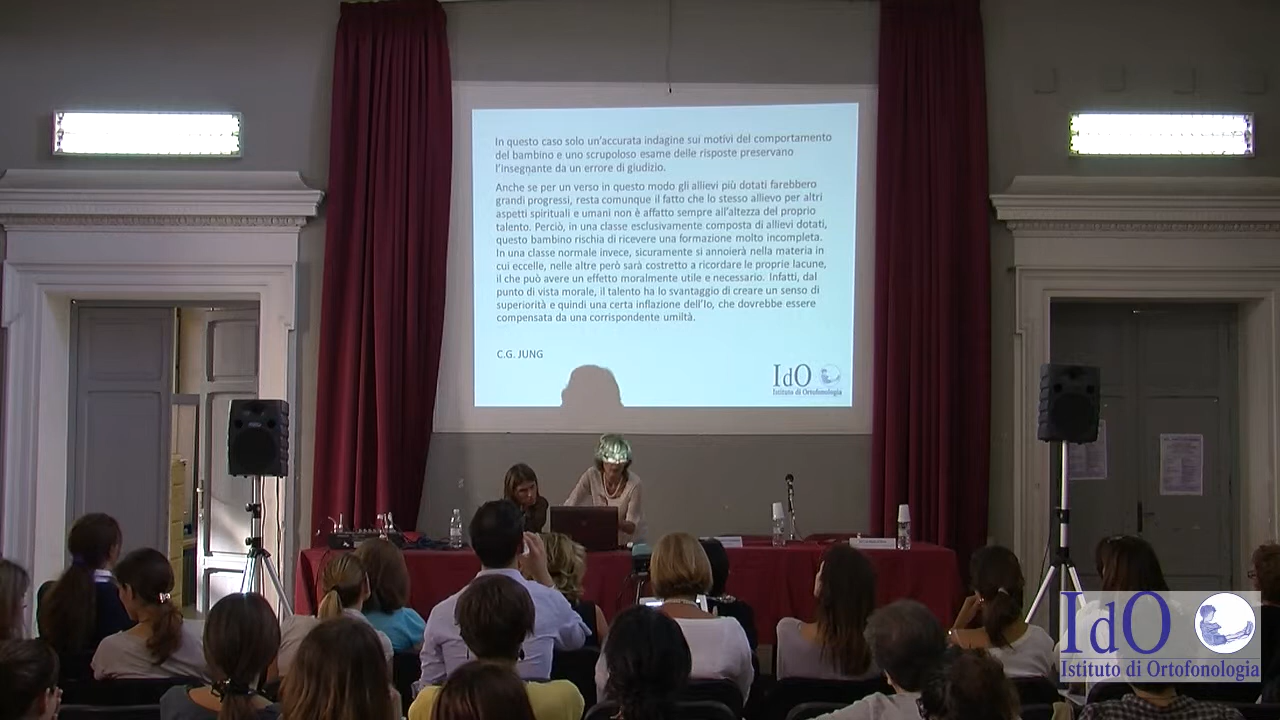 In questo caso solo un'accurata indagine sui motivi del comportamento
del bambino e uno scrupoloso esame delle risposte preservano
l'insegnante da un errore di giudizio.
Anche se per un verso in questo modo gli allievi più dotati farebbero
grandi progressi, resta comunque il fatto che lo stesso allievo per altri
aspetti spirituali e umani non è affatto sempre all'altezza del proprio
talento. Perciò, in una classe esclusivamente composta di allievi dotati,
questo bambino rischia di ricevere una formazione molto incompleta.
In una classe normale invece, sicuramente si annoierà nella materia in
cui eccelle, nelle altre però sarà costretto a ricordare le proprie lacune,
il che può avere un effetto moralmente utile e necessario. Infatti, dal
punto di vista morale, il talento ha lo svantaggio di creare un senso di
superiorità e quindi una certa inflazione dell'Io, che dovrebbe essere
compensata da una corrispondente umiltà.
C.G. JUNG
IdO
Istituto di Ortofonologia
IdO
Istituto di Ortofonologia